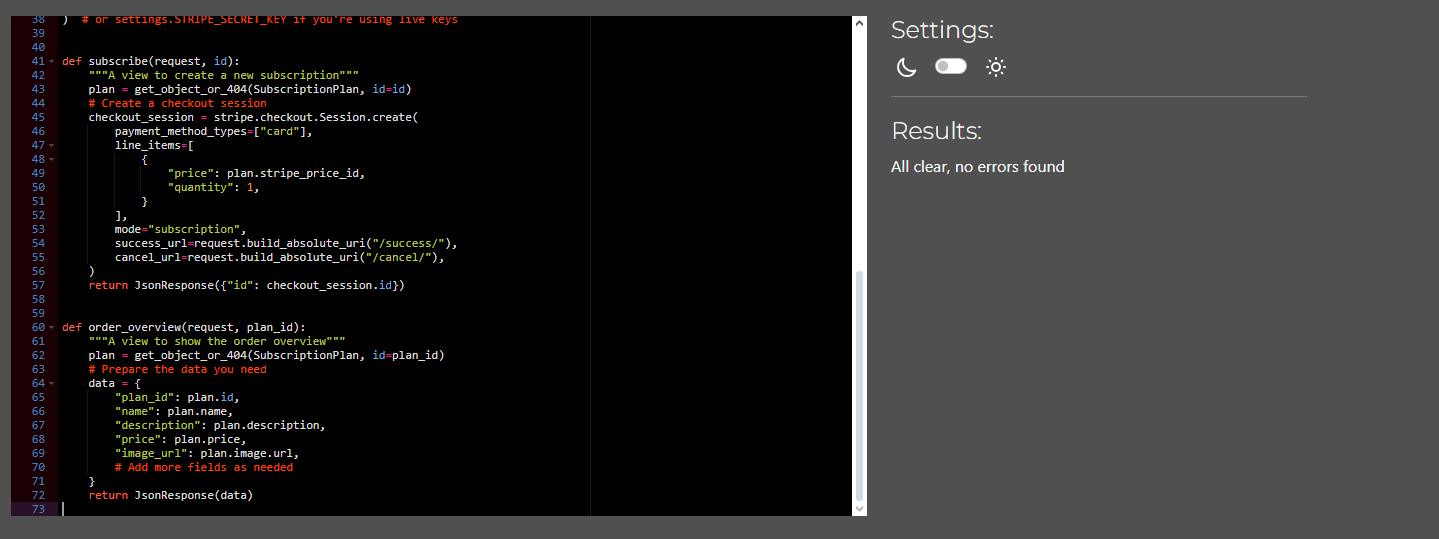 38 )  # or settings.STRIPE_SECRET_KEY if you're using live keys
39
40
41 def subscribe(request, id):
42     """A view to create a new subscription"""
43     plan = get_object_or_404(SubscriptionPlan, id=id)
44     # Create a checkout session
45     checkout_session = stripe.checkout.Session.create(
46         payment_method_types=["card"],
47         line_items=[
48             {
49                 "price": plan.stripe_price_id,
50                 "quantity": 1,
51             }
52         ],
53         mode="subscription",
54         success_url=request.build_absolute_uri("/success/"),
55         cancel_url=request.build_absolute_uri("/cancel/"),
56     )
57     return JsonResponse({"id": checkout_session.id})
58
59
60 def order_overview(request, plan_id):
61     """A view to show the order overview"""
62     plan = get_object_or_404(SubscriptionPlan, id=plan_id)
63     # Prepare the data you need
64     data = {
65         "plan_id": plan.id,
66         "name": plan.name,
67         "description": plan.description,
68         "price": plan.price,
69         "image_url": plan.image.url,
70         # Add more fields as needed
71     }
72     return JsonResponse(data)
73
Settings:
Results:
All clear, no errors found